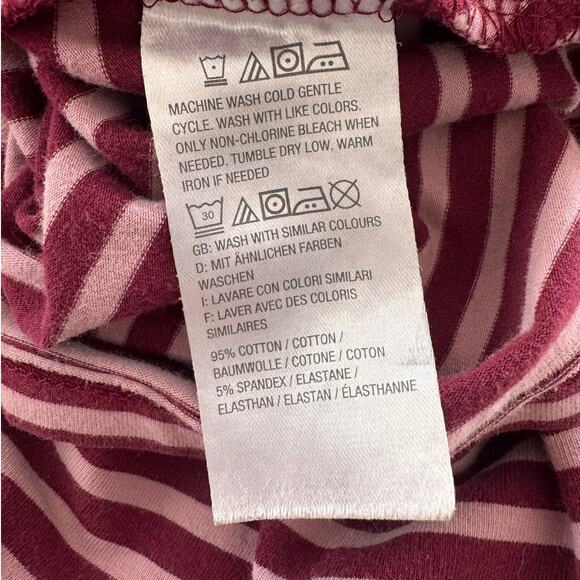 MACHINE WASH COLD GENTLE
CYCLE. WASH WITH LIKE COLORS.
ONLY NON-CHLORINE BLEACH WHEN
NEEDED. TUMBLE DRY LOW. WARM
IRON IF NEEDED
30
GB: WASH WITH SIMILAR COLOURS
D: MIT ÄHNLICHEN FARBEN
WASCHEN
I: LAVARE CON COLORI SIMILARI
F: LAVER AVEC DES COLORIS
SIMILAIRES
95% COTTON / COTTON /
BAUMWOLLE / COTONE / COTON
5% SPANDEX / ELASTANE /
ELASTHAN / ELASTAN / ÉLASTHANNE